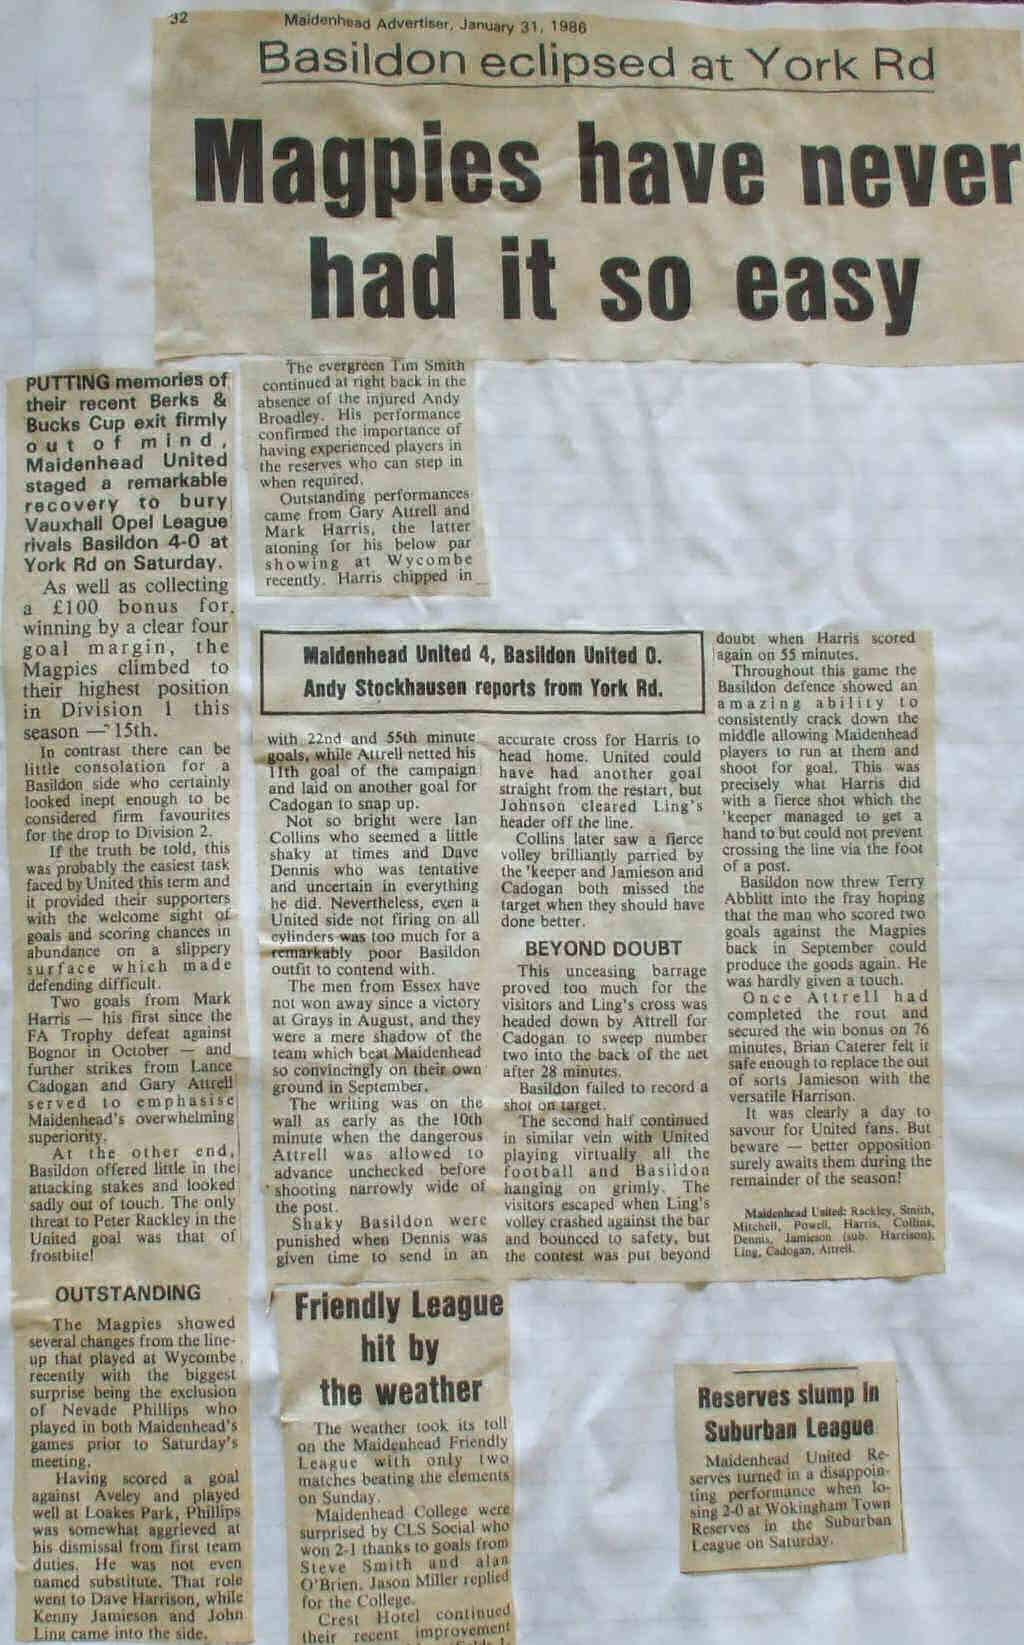 32
Maidenhead Advertiser, January 31, 1986
Basildon eclipsed at York Rd
Magpies have never
had it so easy
PUTTING memories of
their recent Berks &
Bucks Cup exit firmly
out of mind,
Maidenhead United
staged a remarkable
recovery to bury
Vauxhall Opel League
rivals Basildon 4-0 at
York Rd on Saturday.
As well as collecting
a £100 bonus for
winning by a clear four
goal margin, the
Magpies climbed to
their highest position
in Division 1 this
season — 15th.
In contrast there can be
little consolation for a
Basildon side who certainly
looked inept enough to be
considered firm favourites
for the drop to Division 2.
If the truth be told, this
was probably the easiest task
faced by United this term and
it provided their supporters
with the welcome sight of
goals and scoring chances in
abundance on a slippery
surface which made
defending difficult.
Two goals from Mark
Harris — his first since the
FA Trophy defeat against
Bognor in October — and
further strikes from Lance
Cadogan and Gary Attrell
served to emphasise
Maidenhead's overwhelming
superiority.
At the other end,
Basildon offered little in the
attacking stakes and looked
sadly out of touch. The only
threat to Peter Rackley in the
United goal was that of
frostbite!
OUTSTANDING
The Magpies showed
several changes from the line-
up that played at Wycombe
recently with the biggest
surprise being the exclusion
of Nevade Phillips who
played in both Maidenhead's
games prior to Saturday's
meeting.
Having scored a goal
against Aveley and played
well at Loakes Park, Phillips
was somewhat aggrieved at
his dismissal from first team
duties. He was not even
named substitute. That role
went to Dave Harrison, while
Kenny Jamieson and John
Ling came into the side.
The evergreen Tim Smith
continued at right back in the
absence of the injured Andy
Broadley. His performance
confirmed the importance of
having experienced players in
the reserves who can step in
when required.
Outstanding performances
came from Gary Attrell and
Mark Harris, the latter
atoning for his below par
showing at Wycombe
recently. Harris chipped in
Maidenhead United 4, Basildon United 0.
Andy Stockhausen reports from York Rd.
with 22nd and 55th minute
goals, while Attrell netted his
11th goal of the campaign
and laid on another goal for
Cadogan to snap up.
Not so bright were Ian
Collins who seemed a little
shaky at times and Dave
Dennis who was tentative
and uncertain in everything
he did. Nevertheless, even a
United side not firing on all
cylinders was too much for a
remarkably poor Basildon
outfit to contend with.
The men from Essex have
not won away since a victory
at Grays in August, and they
were a mere shadow of the
team which beat Maidenhead
so convincingly on their own
ground in September.
The writing was on the
wall as early as the 10th
minute when the dangerous
Attrell was allowed to
advance unchecked before
shooting narrowly wide of
the post.
Shaky Basildon were
punished when Dennis was
given time to send in an
accurate cross for Harris to
head home. United could
have had another goal
straight from the restart, but
Johnson cleared Ling's
header off the line.
Collins later saw a fierce
volley brilliantly parried by
the 'keeper and Jamieson and
Cadogan both missed the
target when they should have
done better.
BEYOND DOUBT
This unceasing barrage
proved too much for the
visitors and Ling's cross was
headed down by Attrell for
Cadogan to sweep number
two into the back of the net
after 28 minutes.
Basildon failed to record a
shot on target.
The second half continued
in similar vein with United
playing virtually all the
football and Basildon
hanging on grimly. The
visitors escaped when Ling's
volley crashed against the bar
and bounced to safety, but
the contest was put beyond
doubt when Harris scored
again on 55 minutes.
Throughout this game the
Basildon defence showed an
amazing ability to
consistently crack down the
middle allowing Maidenhead
players to run at them and
shoot for goal. This was
precisely what Harris did
with a fierce shot which the
'keeper managed to get a
hand to but could not prevent
crossing the line via the foot
of a post.
Basildon now threw Terry
Abblitt into the fray hoping
that the man who scored two
goals against the Magpies
back in September could
produce the goods again. He
was hardly given a touch.
Once Attrell had
completed the rout and
secured the win bonus on 76
minutes, Brian Caterer felt it
safe enough to replace the out
of sorts Jamieson with the
versatile Harrison.
It was clearly a day to
savour for United fans. But
beware — better opposition
surely awaits them during the
remainder of the season!
Maidenhead United: Rackley, Smith,
Mitchell, Powell, Harris, Collins,
Dennis, Jamieson (sub. Harrison),
Ling, Cadogan, Attrell.
Friendly League
hit by
the weather
The weather took its toll
on the Maidenhead Friendly
League with only two
matches beating the elements
on Sunday.
Maidenhead College were
surprised by CLS Social who
won 2-1 thanks to goals from
Steve Smith and alan
O'Brien. Jason Miller replied
for the College.
Crest Hotel continued
their recent improvement
Reserves slump in
Suburban League
Maidenhead United Re-
serves turned in a disappoin-
ting performance when lo-
sing 2-0 at Wokingham Town
Reserves in the Suburban
League on Saturday.